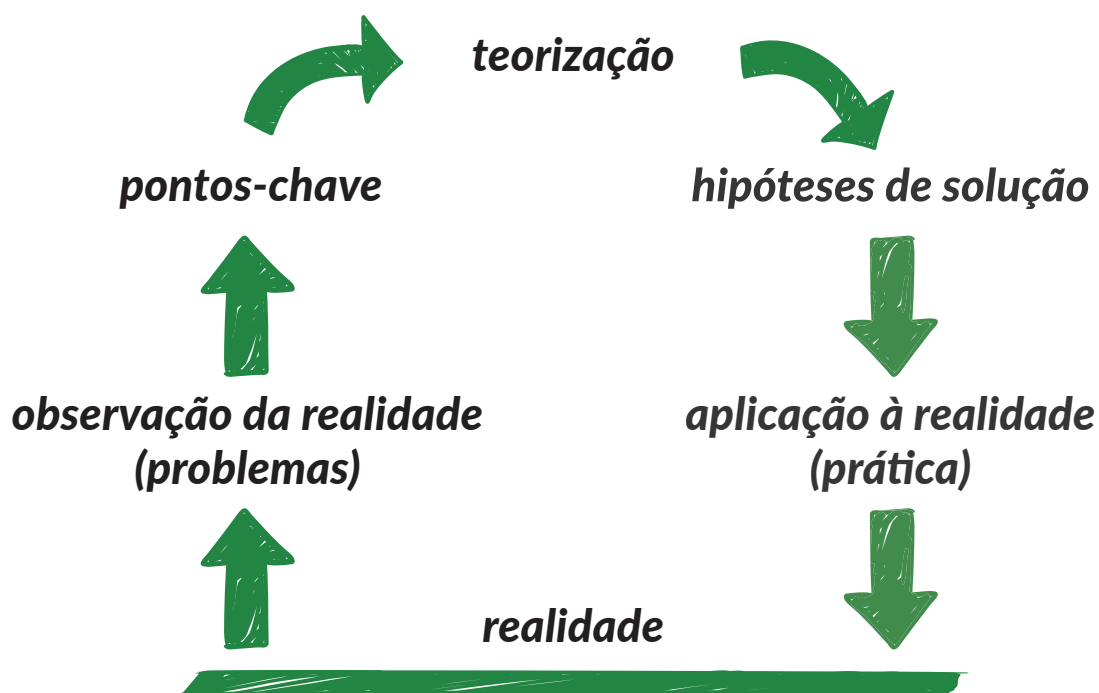 teorização
pontos-chave
hipóteses de solução
observação da realidade
(problemas)
aplicação à realidade
(prática)
realidade